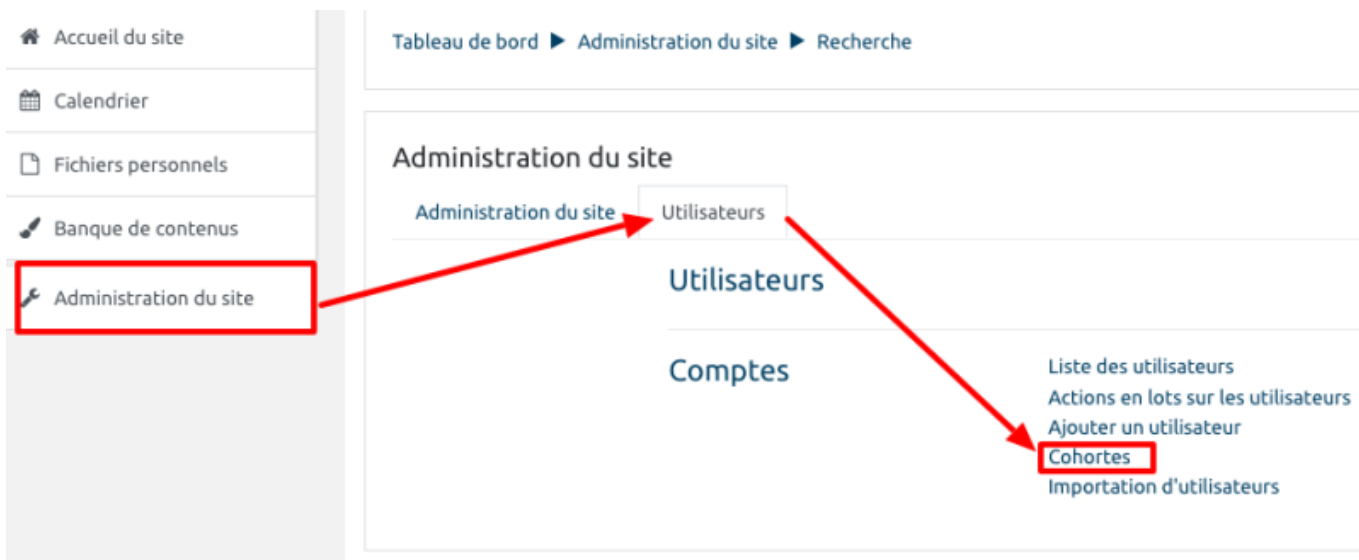 Accueil du site
Calendrier
Fichiers personnels
Banque de contenus
Administration du site
Tableau de bord ▶ Administration du site ▶ Recherche
Administration du site
Administration du site Utilisateurs
Utilisateurs
Comptes
Liste des utilisateurs
Actions en lots sur les utilisateurs
Ajouter un utilisateur
Cohortes
Importation d'utilisateurs